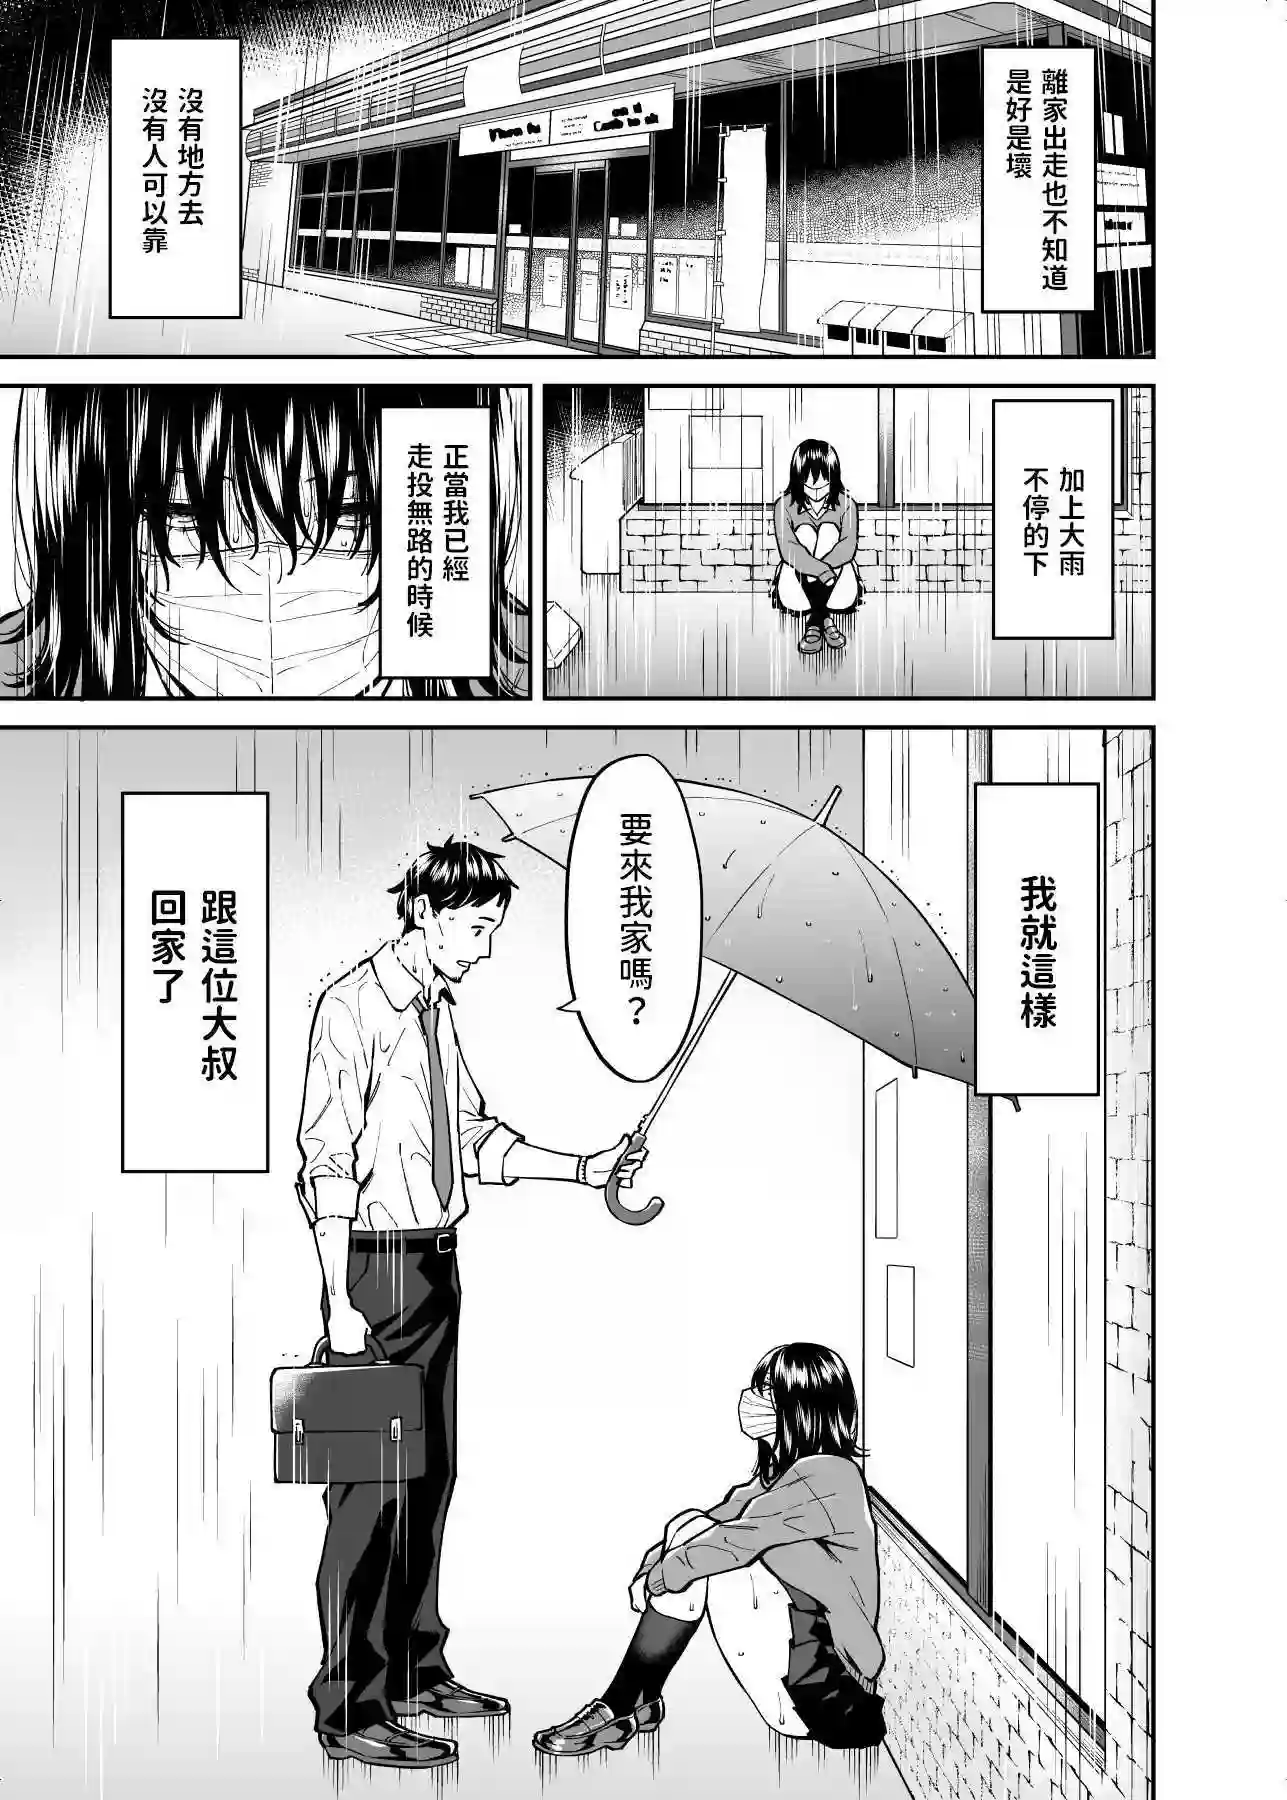 離家出走也不知道
是好是壞
沒有地方去
沒有人可以靠
加上大雨
不停的下
正當我已經
走投無路的時候
我就這樣
要來我家嗎？
跟這位大叔
回家了